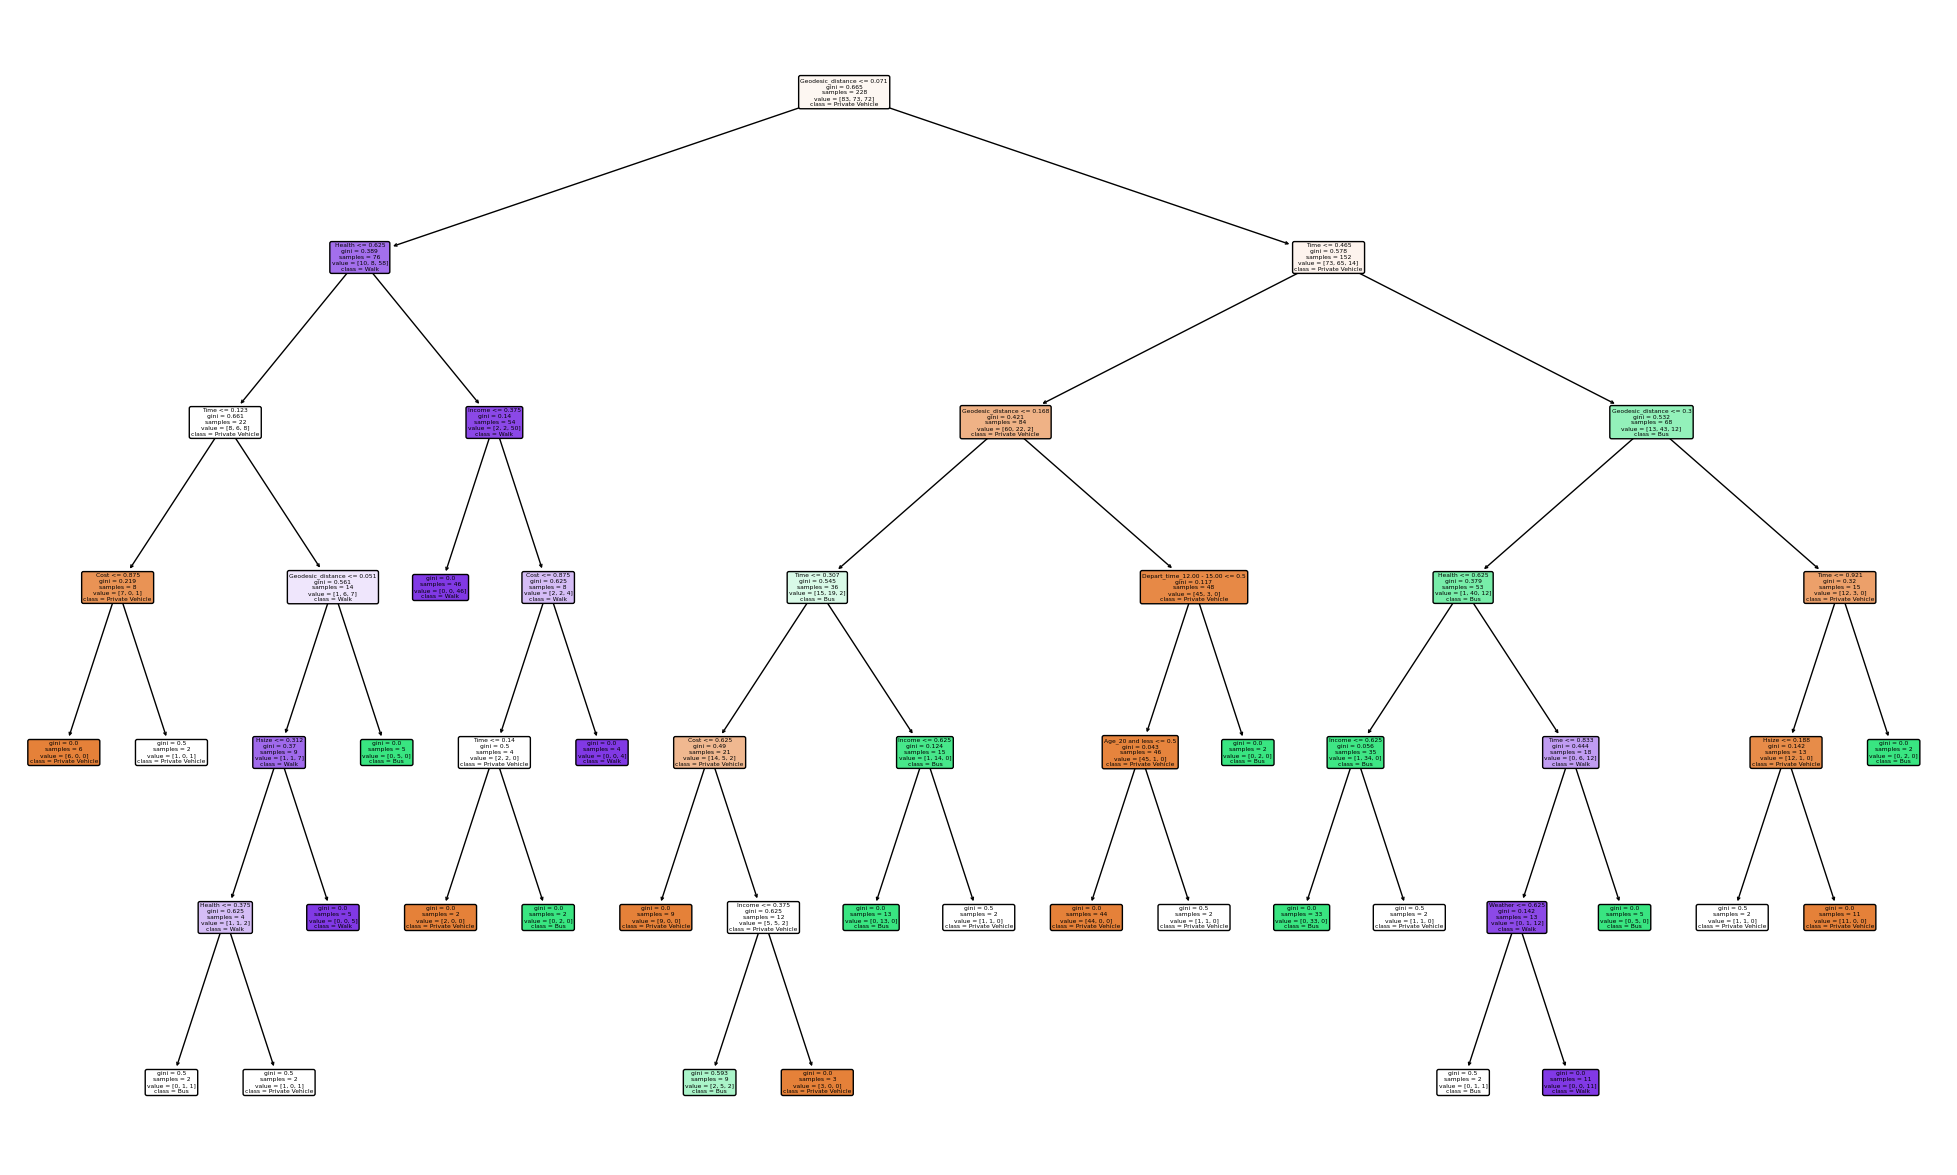 Geodesic_distance <= 0.071
gini = 0.665
samples = 228
value = [83, 73, 72]
class = Private Vehicle
Health <= 0.625
gini = 0.389
samples = 76
value = [10, 8, 58]
class = Walk
Time <= 0.465
gini = 0.578
samples = 152
value = [73, 65, 14]
class = Private Vehicle
Time <= 0.123
gini = 0.661
samples = 22
value = [8, 6, 8]
class = Private Vehicle
Income <= 0.375
gini = 0.14
samples = 54
value = [2, 2, 50]
class = Walk
Geodesic_distance <= 0.168
gini = 0.421
samples = 84
value = [60, 22, 2]
class = Private Vehicle
Geodesic_distance <= 0.3
gini = 0.532
samples = 68
value = [13, 43, 12]
class = Bus
Cost <= 0.875
gini = 0.219
samples = 8
value = [7, 0, 1]
class = Private Vehicle
Geodesic_distance <= 0.051
gini = 0.561
samples = 14
value = [1, 6, 7]
class = Walk
gini = 0.0
samples = 46
value = [0, 0, 46]
class = Walk
Cost <= 0.875
gini = 0.625
samples = 8
value = [2, 2, 4]
class = Walk
Time <= 0.307
gini = 0.545
samples = 36
value = [15, 19, 2]
class = Bus
Depart_time_12.00 - 15.00 <= 0.5
gini = 0.117
samples = 48
value = [45, 3, 0]
class = Private Vehicle
Health <= 0.625
gini = 0.379
samples = 53
value = [1, 40, 12]
class = Bus
Time <= 0.921
gini = 0.32
samples = 15
value = [12, 3, 0]
class = Private Vehicle
gini = 0.0
samples = 6
value = [6, 0, 0]
class = Private Vehicle
gini = 0.5
samples = 2
value = [1, 0, 1]
class = Private Vehicle
Hsize <= 0.312
gini = 0.37
samples = 9
value = [1, 1, 7]
class = Walk
gini = 0.0
samples = 5
value = [0, 5, 0]
class = Bus
Time <= 0.14
gini = 0.5
samples = 4
value = [2, 2, 0]
class = Private Vehicle
gini = 0.0
samples = 4
value = [0, 0, 4]
class = Walk
Cost <= 0.625
gini = 0.49
samples = 21
value = [14, 5, 2]
class = Private Vehicle
Income <= 0.625
gini = 0.124
samples = 15
value = [1, 14, 0]
class = Bus
Age_20 and less <= 0.5
gini = 0.043
samples = 46
value = [45, 1, 0]
class = Private Vehicle
gini = 0.0
samples = 2
value = [0, 2, 0]
class = Bus
Income <= 0.625
gini = 0.056
samples = 35
value = [1, 34, 0]
class = Bus
Time <= 0.833
gini = 0.444
samples = 18
value = [0, 6, 12]
class = Walk
Hsize <= 0.188
gini = 0.142
samples = 13
value = [12, 1, 0]
class = Private Vehicle
gini = 0.0
samples = 2
value = [0, 2, 0]
class = Bus
Health <= 0.375
gini = 0.625
samples = 4
value = [1, 1, 2]
class = Walk
gini = 0.0
samples = 5
value = [0, 0, 5]
class = Walk
gini = 0.0
samples = 2
value = [2, 0, 0]
class = Private Vehicle
gini = 0.0
samples = 2
value = [0, 2, 0]
class = Bus
gini = 0.0
samples = 9
value = [9, 0, 0]
class = Private Vehicle
Income <= 0.375
gini = 0.625
samples = 12
value = [5, 5, 2]
class = Private Vehicle
gini = 0.0
samples = 13
value = [0, 13, 0]
class = Bus
gini = 0.5
samples = 2
value = [1, 1, 0]
class = Private Vehicle
gini = 0.0
samples = 44
value = [44, 0, 0]
class = Private Vehicle
gini = 0.5
samples = 2
value = [1, 1, 0]
class = Private Vehicle
gini = 0.0
samples = 33
value = [0, 33, 0]
class = Bus
gini = 0.5
samples = 2
value = [1, 1, 0]
class = Private Vehicle
Weather <= 0.625
gini = 0.142
samples = 13
value = [0, 1, 12]
class = Walk
gini = 0.0
samples = 5
value = [0, 5, 0]
class = Bus
gini = 0.5
samples = 2
value = [1, 1, 0]
class = Private Vehicle
gini = 0.0
samples = 11
value = [11, 0, 0]
class = Private Vehicle
gini = 0.5
samples = 2
value = [0, 1, 1]
class = Bus
gini = 0.5
samples = 2
value = [1, 0, 1]
class = Private Vehicle
gini = 0.593
samples = 9
value = [2, 5, 2]
class = Bus
gini = 0.0
samples = 3
value = [3, 0, 0]
class = Private Vehicle
gini = 0.5
samples = 2
value = [0, 1, 1]
class = Bus
gini = 0.0
samples = 11
value = [0, 0, 11]
class = Walk